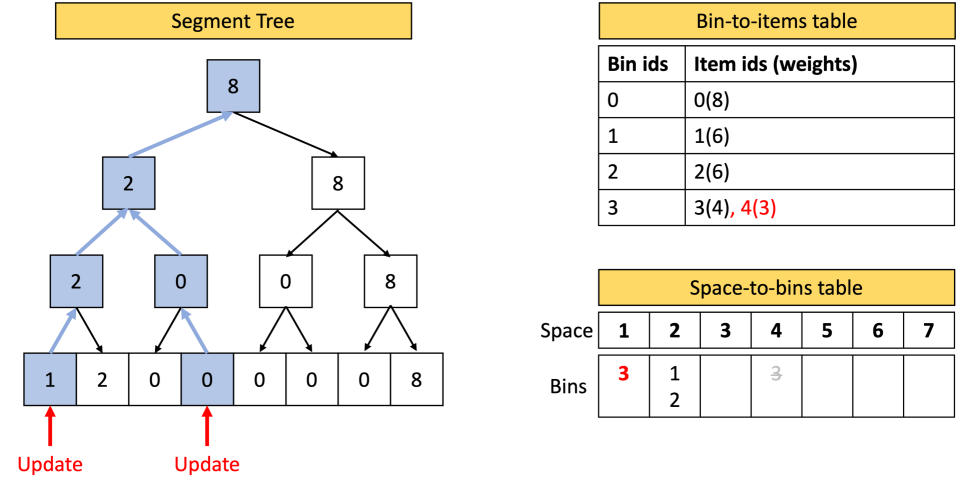 Segment Tree
8
2 8
2 0 0 8
1 2 0 0 0 0 0 8
Update Update
Bin-to-items table
Bin ids Item ids (weights)
0 0(8)
1 1(6)
2 2(6)
3 3(4), 4(3)
Space-to-bins table
Space 1 2 3 4 5 6 7
Bins 3 1 3
2